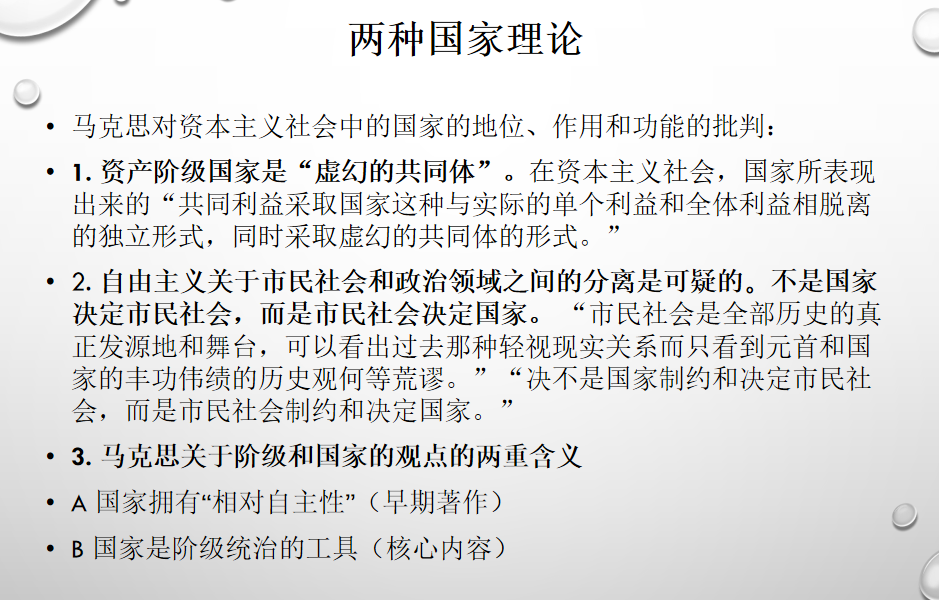 两种国家理论
• 马克思对资本主义社会中的国家的地位、作用和功能的批判：
• 1. 资产阶级国家是“虚幻的共同体”。在资本主义社会，国家所表现
出来的“共同利益采取国家这种与实际的单个利益和全体利益相脱离
的独立形式，同时采取虚幻的共同体的形式。”
• 2. 自由主义关于市民社会和政治领域之间的分离是可疑的。不是国家
决定市民社会，而是市民社会决定国家。 “市民社会是全部历史的真
正发源地和舞台，可以看出过去那种轻视现实关系而只看到元首和国
家的丰功伟绩的历史观何等荒谬。”“决不是国家制约和决定市民社
会，而是市民社会制约和决定国家。”
• 3. 马克思关于阶级和国家的观点的两重含义
• A 国家拥有“相对自主性”（早期著作）
• B 国家是阶级统治的工具（核心内容）